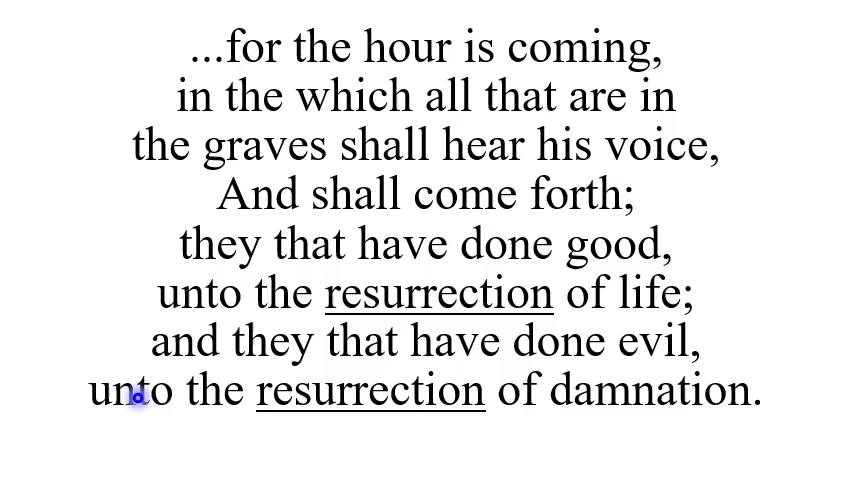 ...for the hour is coming,
in the which all that are in
the graves shall hear his voice,
And shall come forth;
they that have done good,
unto the resurrection of life;
and they that have done evil,
unto the resurrection of damnation.